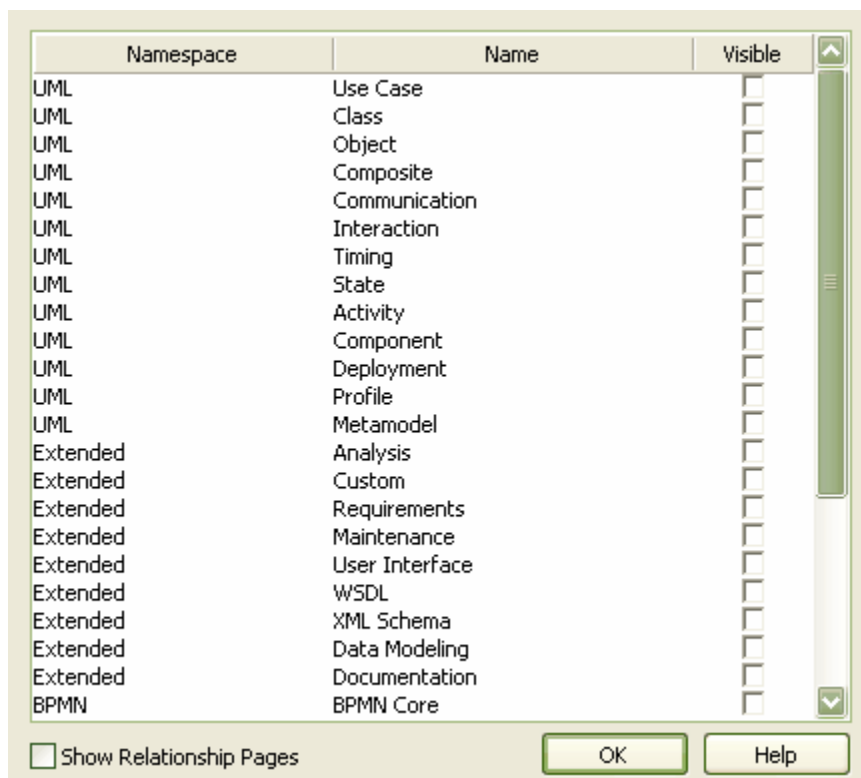 Namespace Name Visible
UML Use Case
UML Class
UML Object
UML Composite
UML Communication
UML Interaction
UML Timing
UML State
UML Activity
UML Component
UML Deployment
UML Profile
UML Metamodel
Extended Analysis
Extended Custom
Extended Requirements
Extended Maintenance
Extended User Interface
Extended WSDL
Extended XML Schema
Extended Data Modeling
Extended Documentation
BPMN BPMN Core
Show Relationship Pages OK Help